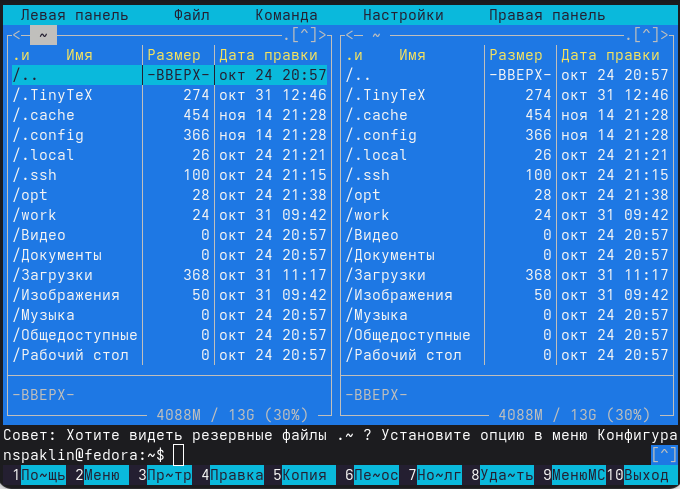 Левая панель Файл Команда Настройки Правая панель
<- ~ .[^]> <- ~ .[^]>
.и Имя Размер Дата правки .и Имя Размер Дата правки
/.. -ВВЕРХ- окт 24 20:57 /.. -ВВЕРХ- окт 24 20:57
/.TinyTeX 274 окт 31 12:46 /.TinyTeX 274 окт 31 12:46
/.cache 454 ноя 14 21:28 /.cache 454 ноя 14 21:28
/.config 366 ноя 14 21:28 /.config 366 ноя 14 21:28
/.local 26 окт 24 21:21 /.local 26 окт 24 21:21
/.ssh 100 окт 24 21:15 /.ssh 100 окт 24 21:15
/opt 28 окт 24 21:38 /opt 28 окт 24 21:38
/work 24 окт 31 09:42 /work 24 окт 31 09:42
/Видео 0 окт 24 20:57 /Видео 0 окт 24 20:57
/Документы 0 окт 24 20:57 /Документы 0 окт 24 20:57
/Загрузки 368 окт 31 11:17 /Загрузки 368 окт 31 11:17
/Изображения 50 окт 31 09:42 /Изображения 50 окт 31 09:42
/Музыка 0 окт 24 20:57 /Музыка 0 окт 24 20:57
/Общедоступные 0 окт 24 20:57 /Общедоступные 0 окт 24 20:57
/Рабочий стол 0 окт 24 20:57 /Рабочий стол 0 окт 24 20:57
-ВВЕРХ- -ВВЕРХ-
4088M / 13G (30%) 4088M / 13G (30%)
Совет: Хотите видеть резервные файлы .~ ? Установите опцию в меню Конфигура
nspaklin@fedora:~$ [^]
1По~щь 2Меню 3Пр~тр 4Правка 5Копия 6Пе~ос 7Но~лг 8Уда~ть 9МенюMC 10Выход